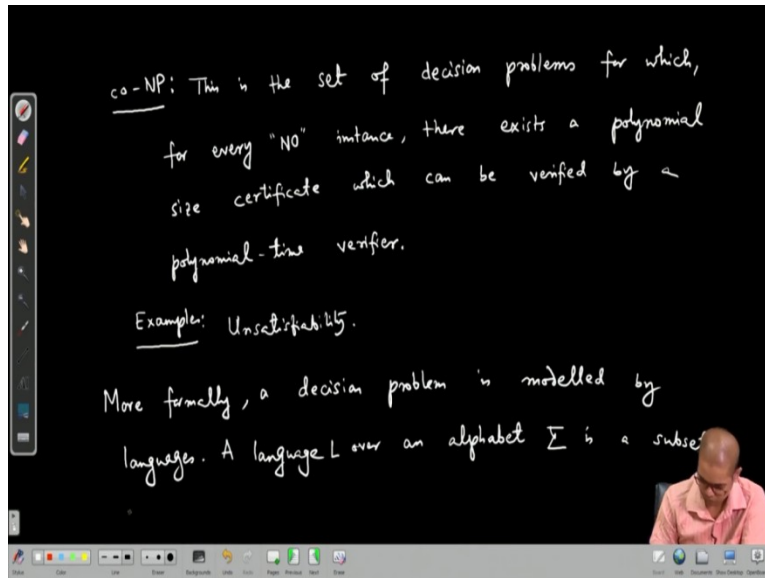 co-NP: This is the set of decision problems for which,
for every "NO" instance, there exists a polynomial
size certificate which can be verified by a
polynomial-time verifier.
Examples: Unsatisfiability.
More formally, a decision problem is modelled by
languages. A language L over an alphabet Σ is a subset